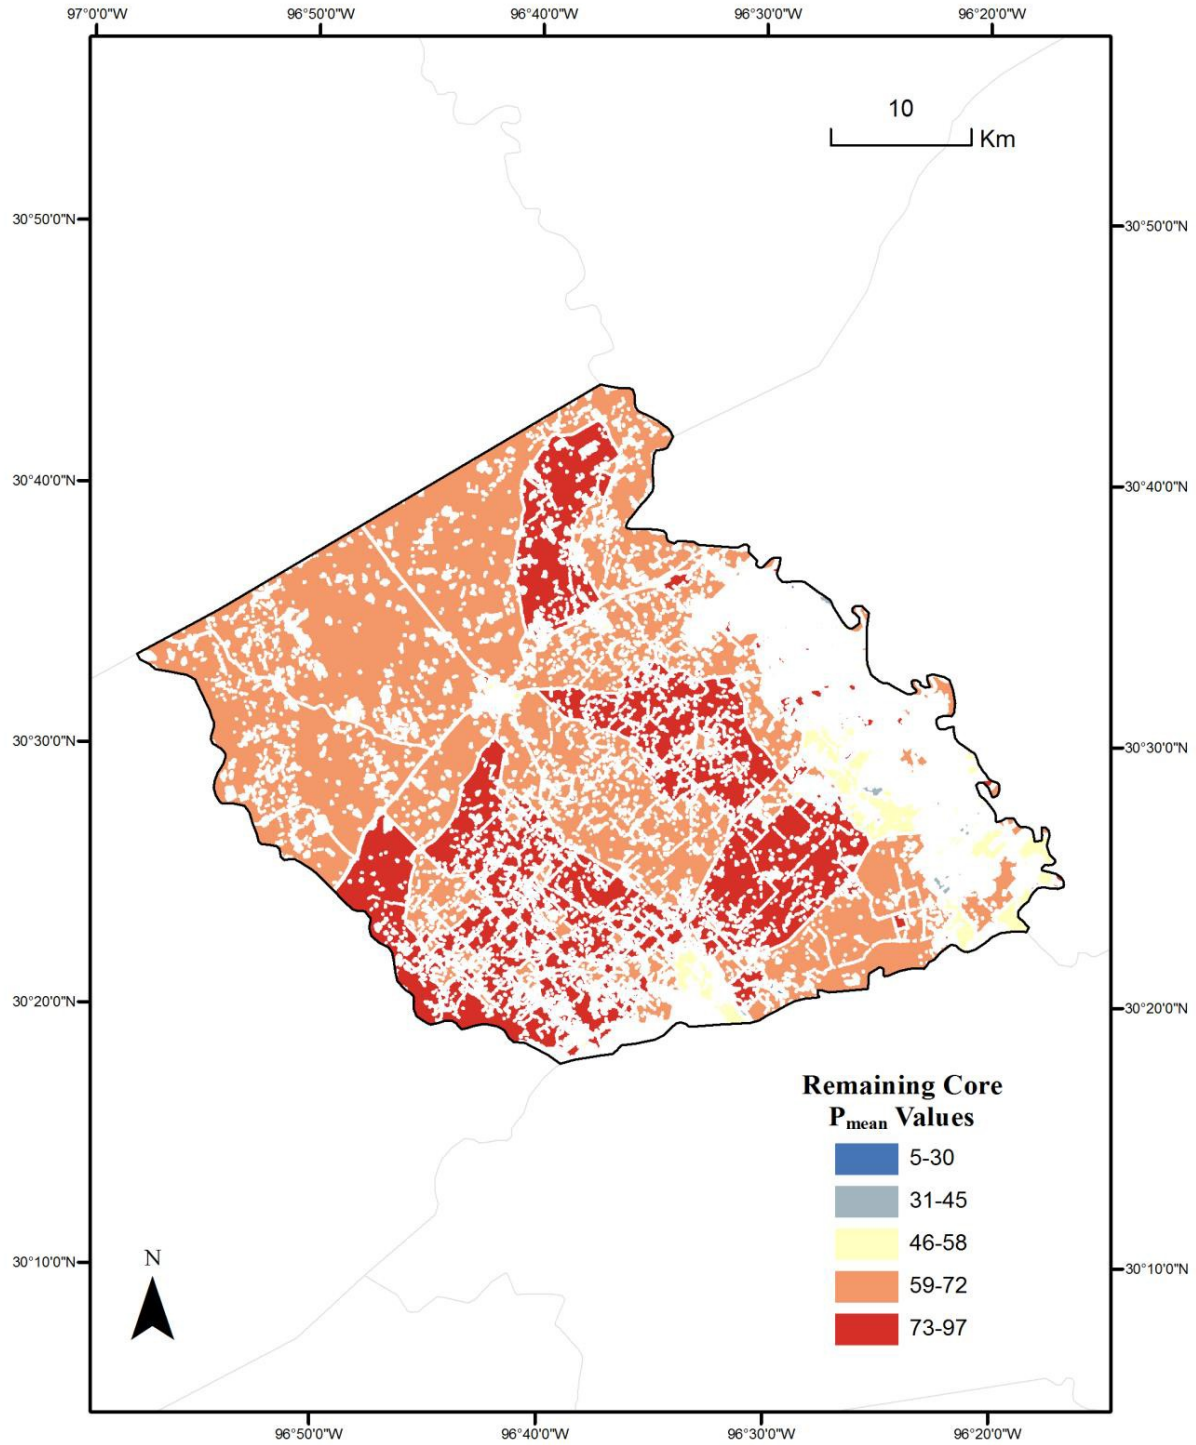 97°0'0"W 96°50'0"W 96°40'0"W 96°30'0"W 96°20'0"W
10
Km
30°50'0"N 30°50'0"N
30°40'0"N 30°40'0"N
30°30'0"N 30°30'0"N
30°20'0"N 30°20'0"N
Remaining Core
Pmean Values
5-30
31-45
46-58
59-72
73-97
30°10'0"N 30°10'0"N
N
96°50'0"W 96°40'0"W 96°30'0"W 96°20'0"W